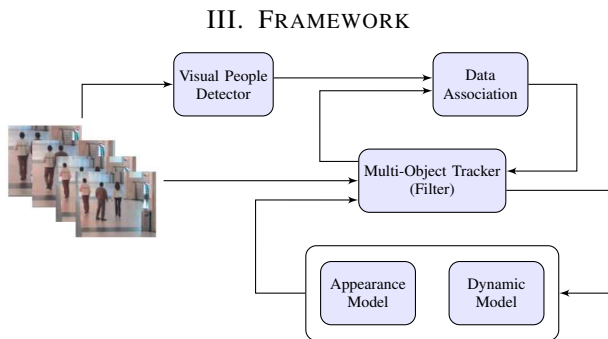 III. FRAMEWORK
Visual People
Detector
Data
Association
Multi-Object Tracker
(Filter)
Appearance
Model
Dynamic
Model